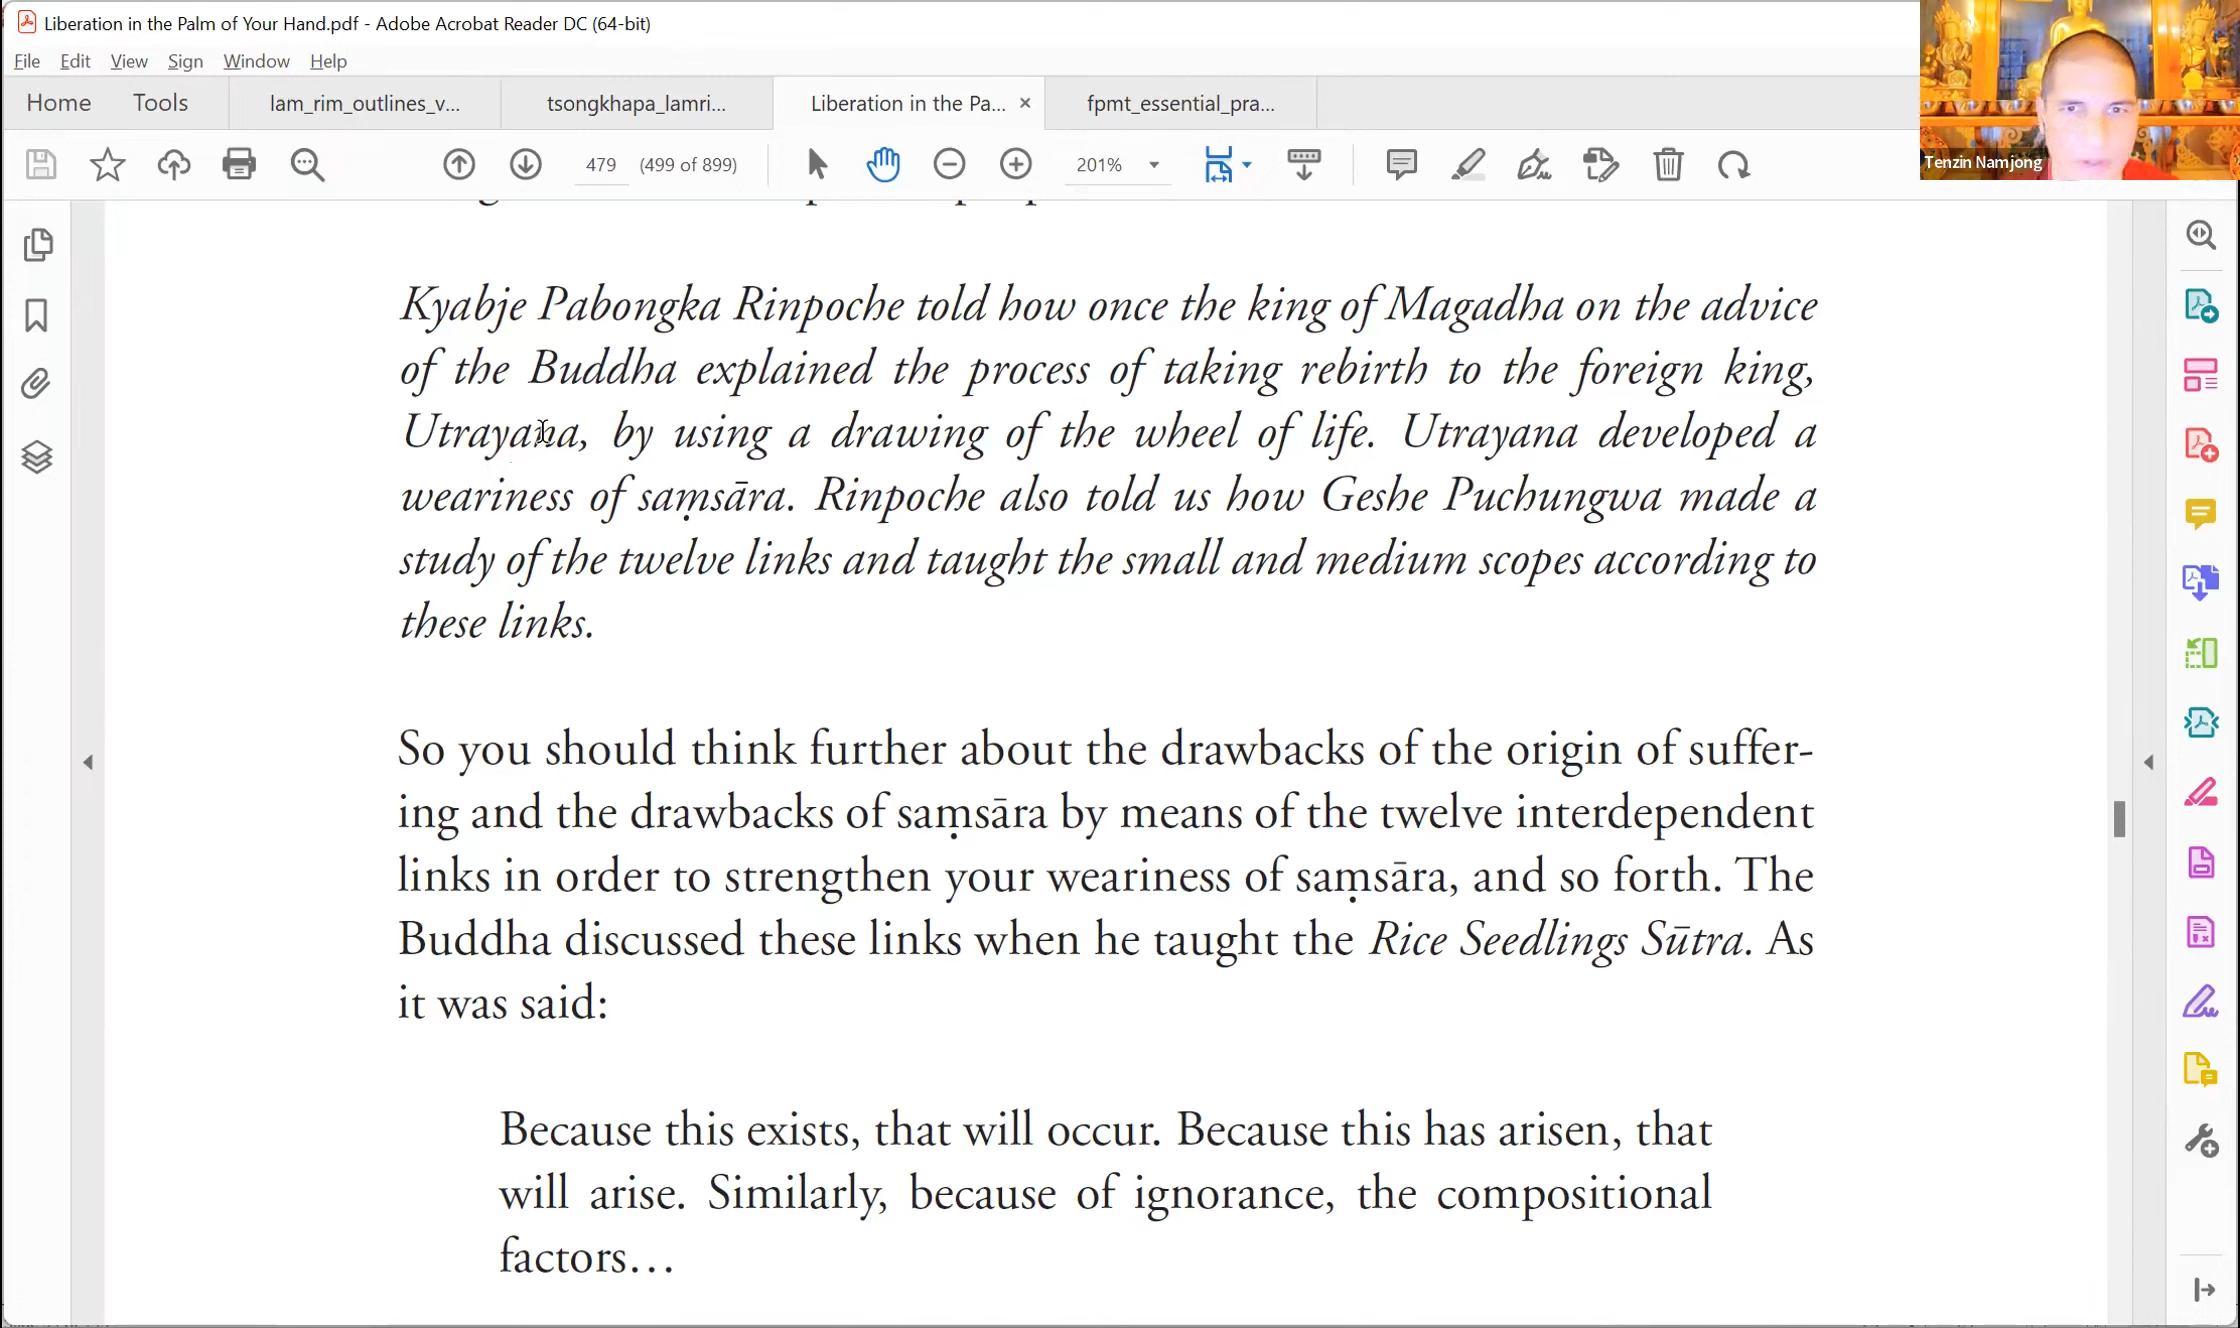 Liberation in the Palm of Your Hand.pdf - Adobe Acrobat Reader DC (64-bit)
File Edit View Sign Window Help
Home Tools lam_rim_outlines_v... tsongkhapa_lamri... Liberation in the Pa... × fpmt_essential_pra...
479 (499 of 899) 201%
Tenzin Namjong
Kyabje Pabongka Rinpoche told how once the king of Magadha on the advice
of the Buddha explained the process of taking rebirth to the foreign king,
Utrayana, by using a drawing of the wheel of life. Utrayana developed a
weariness of saṃsāra. Rinpoche also told us how Geshe Puchungwa made a
study of the twelve links and taught the small and medium scopes according to
these links.
So you should think further about the drawbacks of the origin of suffer-
ing and the drawbacks of saṃsāra by means of the twelve interdependent
links in order to strengthen your weariness of saṃsāra, and so forth. The
Buddha discussed these links when he taught the Rice Seedlings Sūtra. As
it was said:
Because this exists, that will occur. Because this has arisen, that
will arise. Similarly, because of ignorance, the compositional
factors…